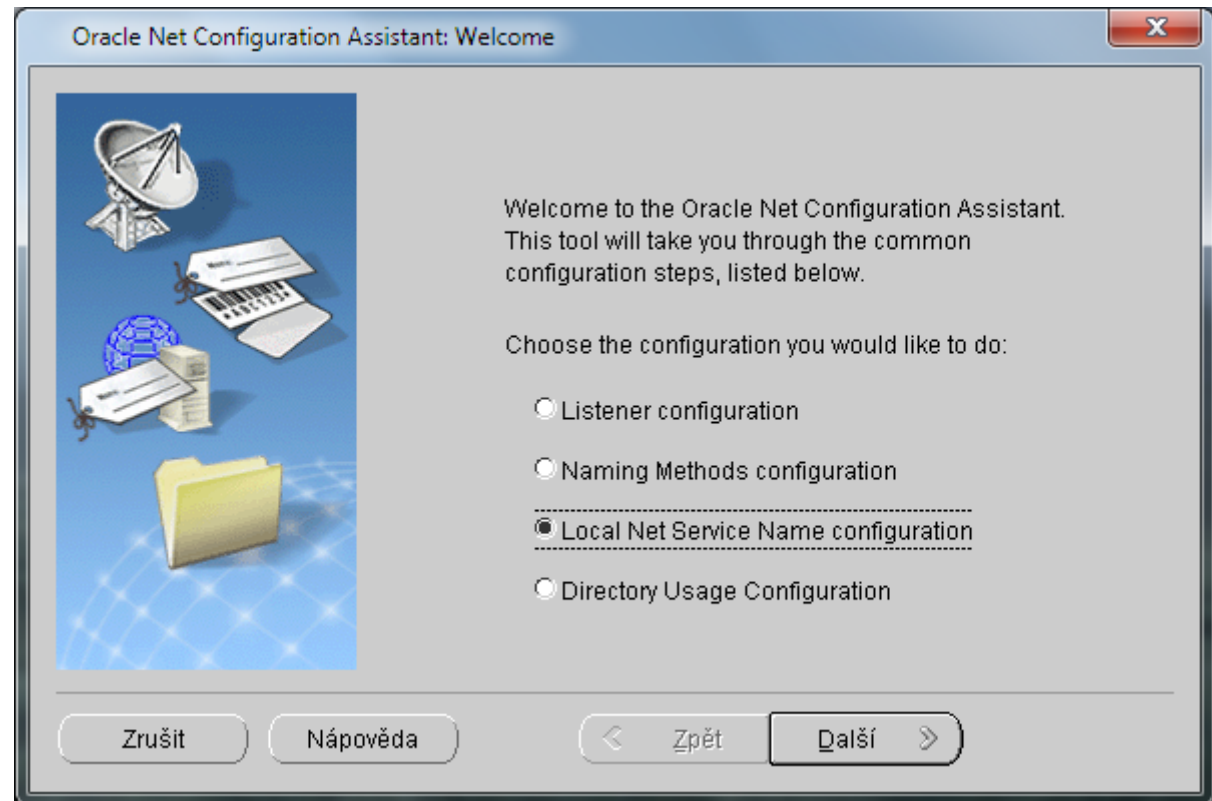 Oracle Net Configuration Assistant: Welcome
Welcome to the Oracle Net Configuration Assistant.
This tool will take you through the common
configuration steps, listed below.
Choose the configuration you would like to do:
Listener configuration
Naming Methods configuration
Local Net Service Name configuration
Directory Usage Configuration
Zrušit
Nápověda
Zpět
Další